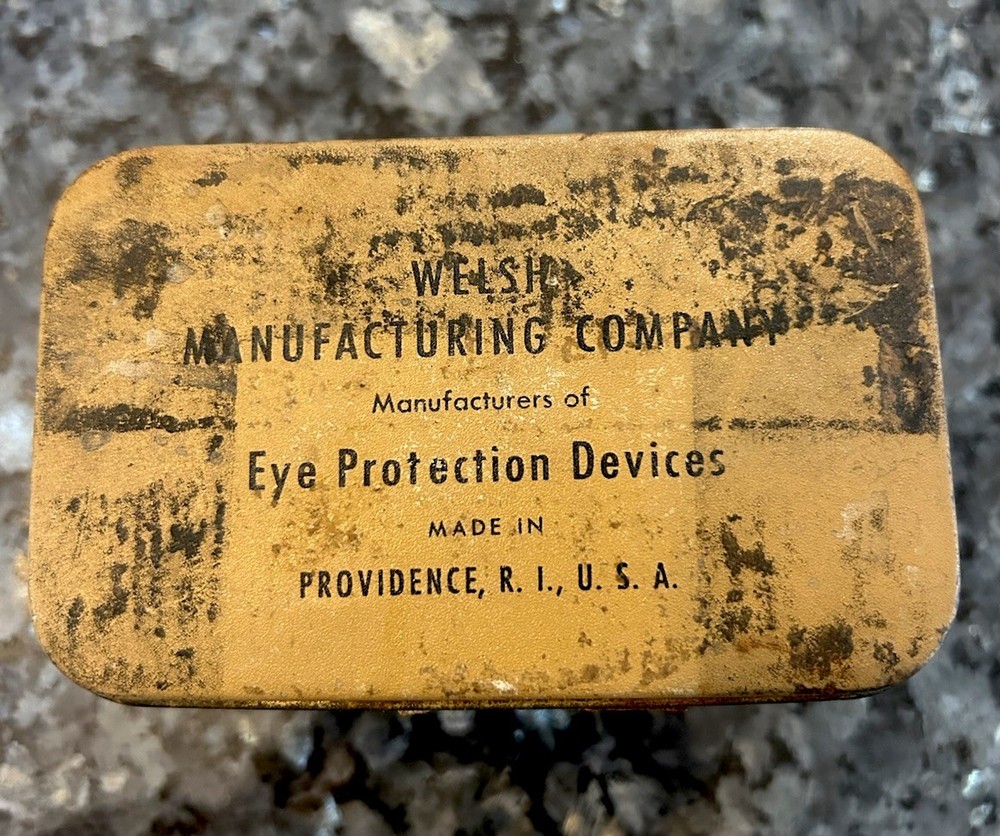 WELSH
MANUFACTURING COMPANY
Manufacturers of
Eye Protection Devices
MADE IN
PROVIDENCE, R. I., U. S. A.